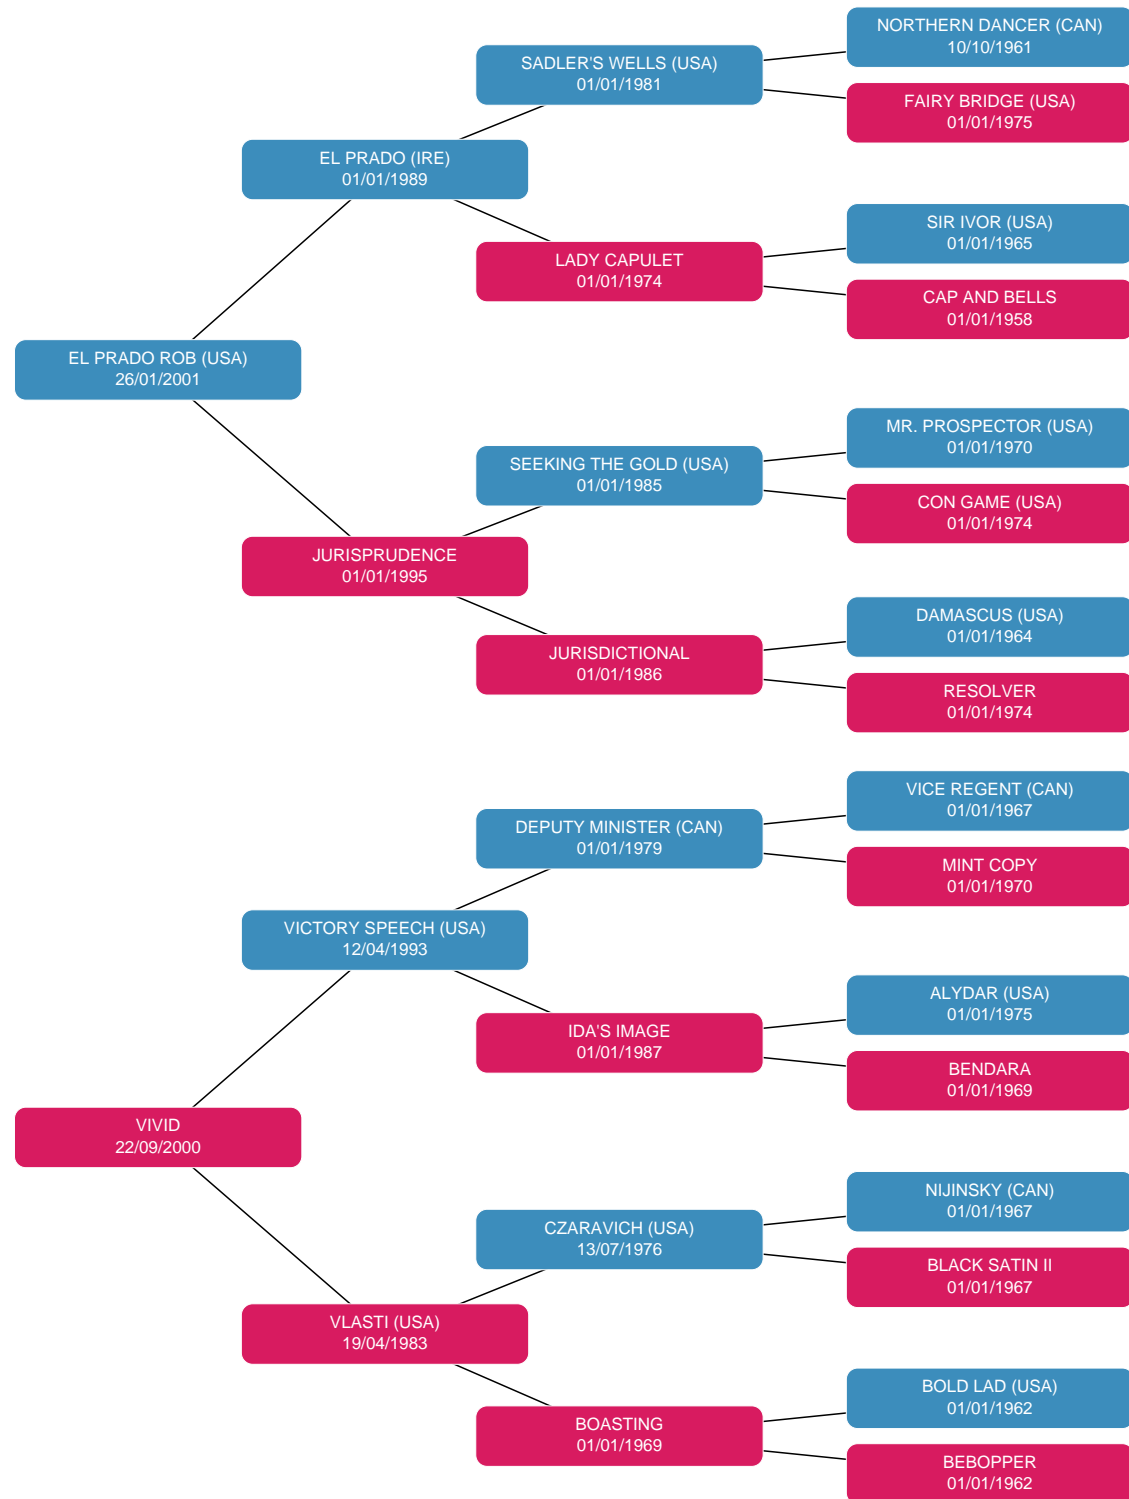 NORTHERN DANCER (CAN)
10/10/1961
SADLER'S WELLS (USA)
01/01/1981
FAIRY BRIDGE (USA)
01/01/1975
EL PRADO (IRE)
01/01/1989
SIR IVOR (USA)
01/01/1965
LADY CAPULET
01/01/1974
CAP AND BELLS
01/01/1958
EL PRADO ROB (USA)
26/01/2001
MR. PROSPECTOR (USA)
01/01/1970
SEEKING THE GOLD (USA)
01/01/1985
CON GAME (USA)
01/01/1974
JURISPRUDENCE
01/01/1995
DAMASCUS (USA)
01/01/1964
JURISDICTIONAL
01/01/1986
RESOLVER
01/01/1974
VICE REGENT (CAN)
01/01/1967
DEPUTY MINISTER (CAN)
01/01/1979
MINT COPY
01/01/1970
VICTORY SPEECH (USA)
12/04/1993
ALYDAR (USA)
01/01/1975
IDA'S IMAGE
01/01/1987
BENDARA
01/01/1969
VIVID
22/09/2000
NIJINSKY (CAN)
01/01/1967
CZARAVICH (USA)
13/07/1976
BLACK SATIN II
01/01/1967
VLASTI (USA)
19/04/1983
BOLD LAD (USA)
01/01/1962
BOASTING
01/01/1969
BEBOPPER
01/01/1962